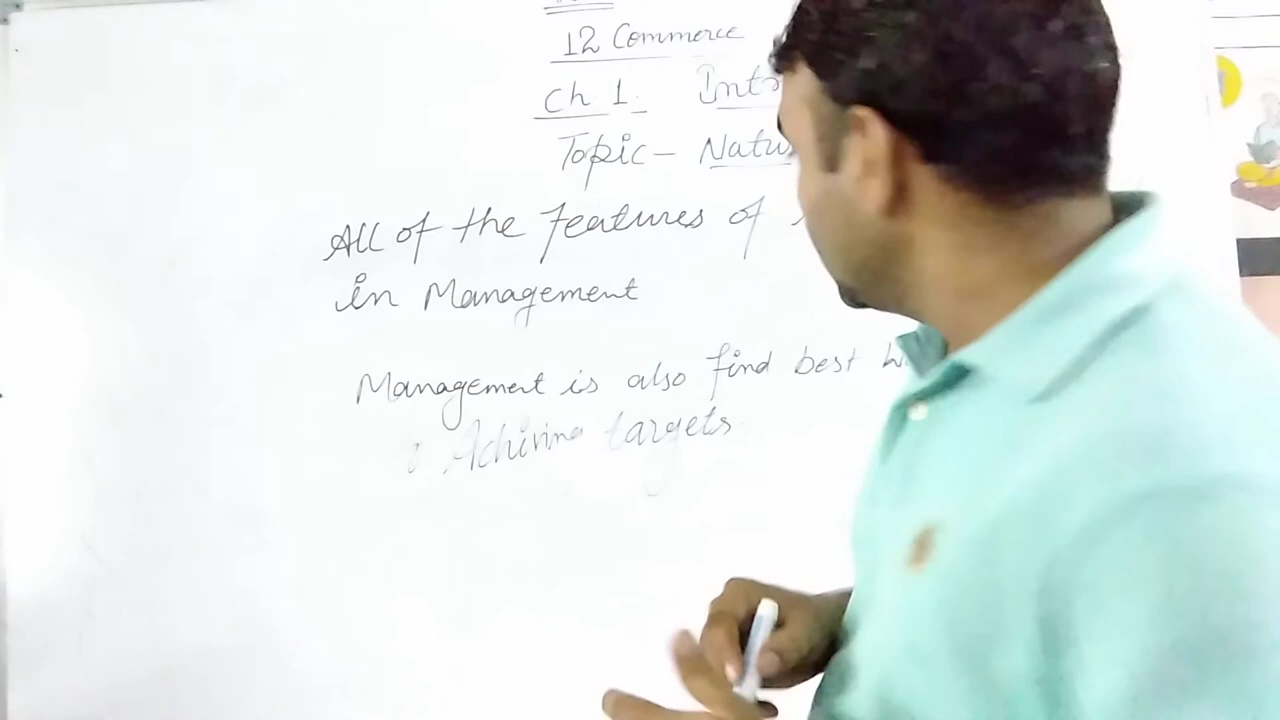 12 Commerce
Ch 1. Intr
Topic - Natu
All of the features of
in Management
Management is also find best
Achiving targets